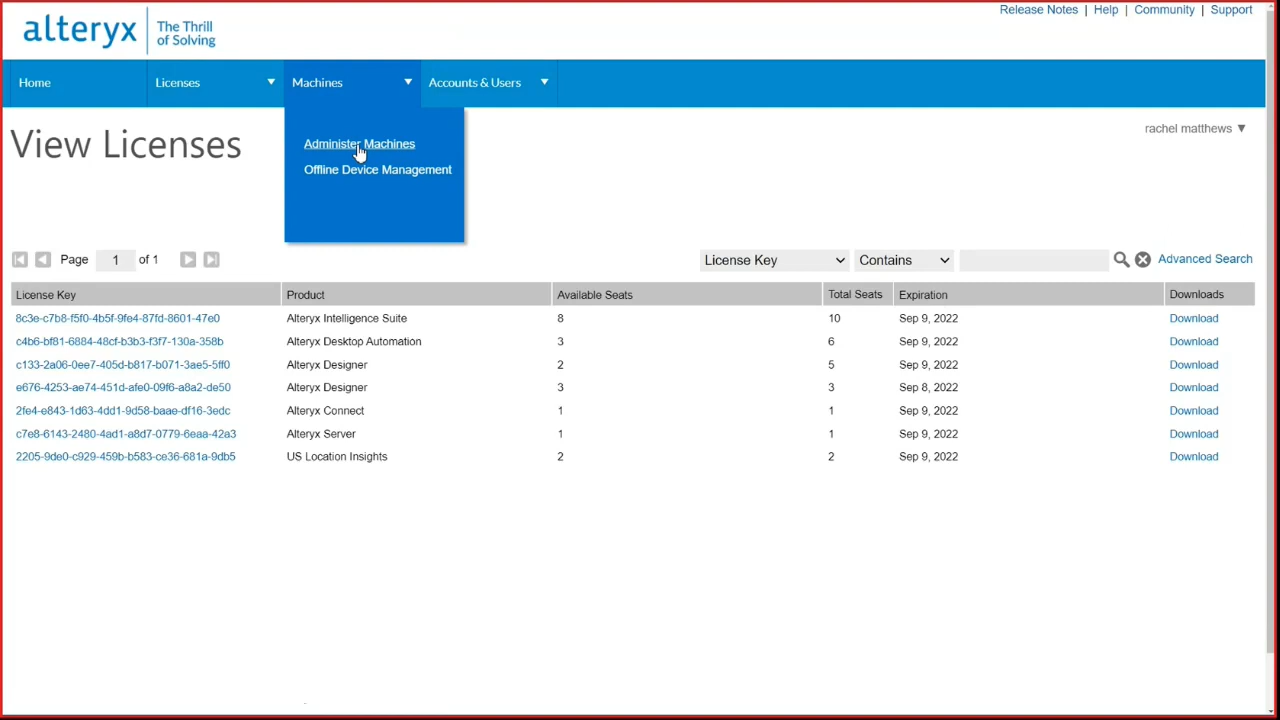 Release Notes | Help | Community | Support
alteryx The Thrill
of Solving
Home Licenses Machines Accounts & Users
Administer Machines
Offline Device Management
View Licenses
rachel matthews
Page 1 of 1 License Key Contains Advanced Search
License Key Product Available Seats Total Seats Expiration Downloads
8c3e-c7b8-f5f0-4b5f-9fe4-87fd-8601-47e0 Alteryx Intelligence Suite 8 10 Sep 9, 2022 Download
c4b6-bf81-6884-48cf-b3b3-f3f7-130a-358b Alteryx Desktop Automation 3 6 Sep 9, 2022 Download
c133-2a06-0ee7-405d-b817-b071-3ae5-5ff0 Alteryx Designer 2 5 Sep 9, 2022 Download
e676-4253-ae74-451d-afe0-09f6-a8a2-de50 Alteryx Designer 3 3 Sep 8, 2022 Download
2fe4-e843-1d63-4dd1-9d58-baae-df16-3edc Alteryx Connect 1 1 Sep 9, 2022 Download
c7e8-6143-2480-4ad1-a8d7-0779-6eaa-42a3 Alteryx Server 1 1 Sep 9, 2022 Download
2205-9de0-c929-459b-b583-ce36-681a-9db5 US Location Insights 2 2 Sep 9, 2022 Download